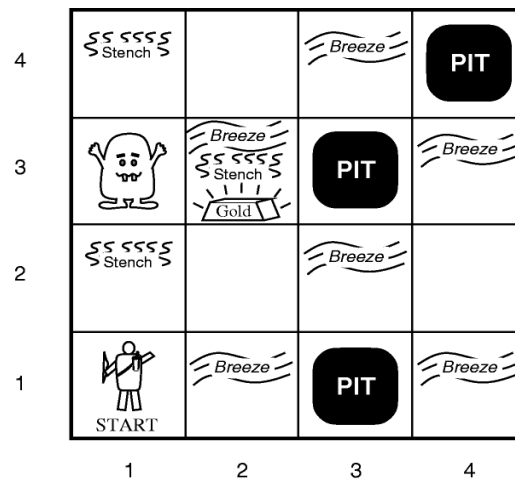 4
Stench
Breeze
PIT
3
Breeze
Stench
Gold
PIT
Breeze
2
Stench
Breeze
1
START
Breeze
PIT
Breeze
1 2 3 4